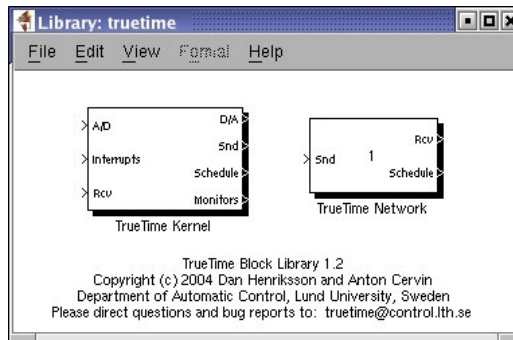 Library: truetime
File Edit View Format Help
A/D
Interrupts
Rcv
D/A
Snd
Schedule
Monitors
TrueTime Kernel
Snd
1
Rcv
Schedule
TrueTime Network
TrueTime Block Library 1.2
Copyright (c) 2004 Dan Henriksson and Anton Cervin
Department of Automatic Control, Lund University, Sweden
Please direct questions and bug reports to: truetime@control.lth.se